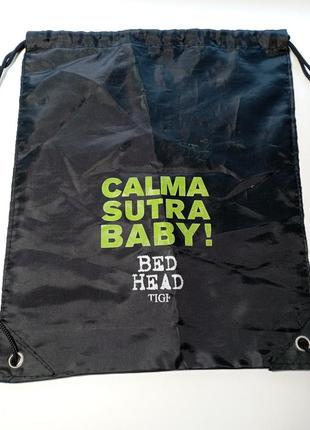 CALMA
SUTRA
BABY!
BED
HEAD
TIGI